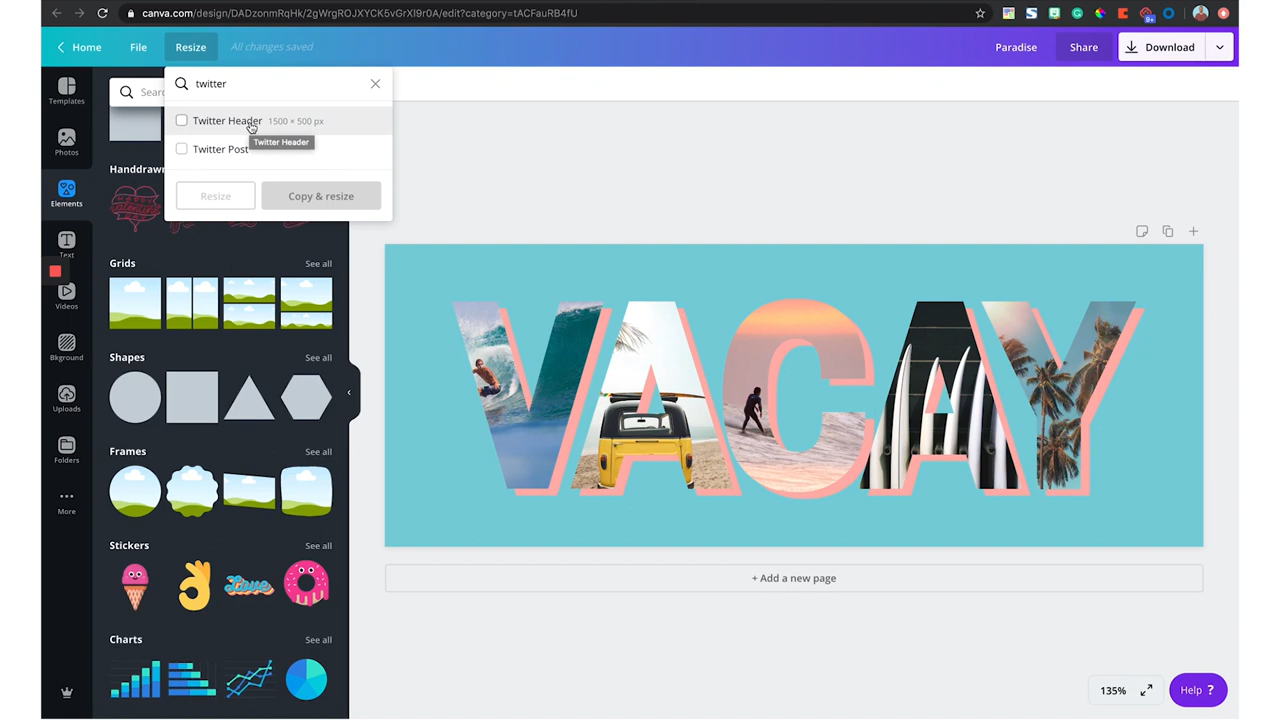 canva.com/design/DADzonmRqHk/2gWrgROJXYCK5vGrXI9r0A/edit?category=tACFauRB4fU
9+
Home
File
Resize
All changes saved
Paradise
Share
Download
Templates
Photos
Elements
Text
Videos
Bkground
Uploads
Folders
More
twitter
Twitter Header 1500 × 500 px
Twitter Header
Twitter Post
Resize
Copy & resize
Grids
See all
Shapes
See all
Frames
See all
Stickers
See all
Love
Charts
See all
VACAY
+ Add a new page
135%
Help ?